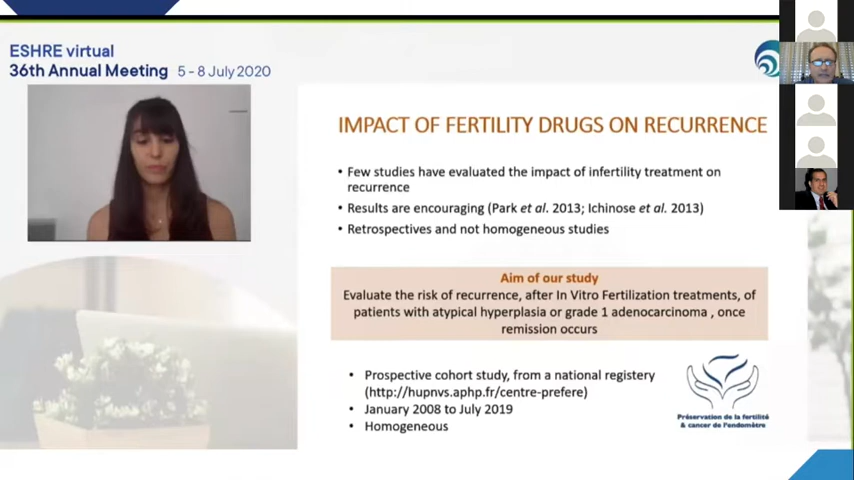 ESHRE virtual
36th Annual Meeting 5 - 8 July 2020
IMPACT OF FERTILITY DRUGS ON RECURRENCE
• Few studies have evaluated the impact of infertility treatment on
recurrence
• Results are encouraging (Park et al. 2013; Ichinose et al. 2013)
• Retrospectives and not homogeneous studies
Aim of our study
Evaluate the risk of recurrence, after In Vitro Fertilization treatments, of
patients with atypical hyperplasia or grade 1 adenocarcinoma , once
remission occurs
• Prospective cohort study, from a national registery
(http://hupnvs.aphp.fr/centre-prefere)
• January 2008 to July 2019
• Homogeneous
Préservation de la fertilité
& cancer de l'endomètre